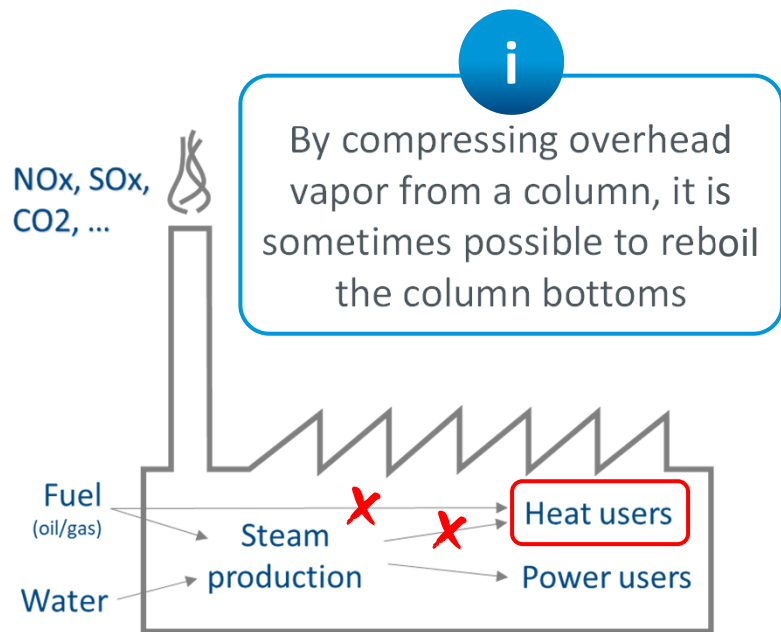 i
By compressing overhead
vapor from a column, it is
sometimes possible to reboil
the column bottoms
NOx, SOx,
CO2, ...
Fuel
(oil/gas)
Steam
production
Water
Heat users
Power users